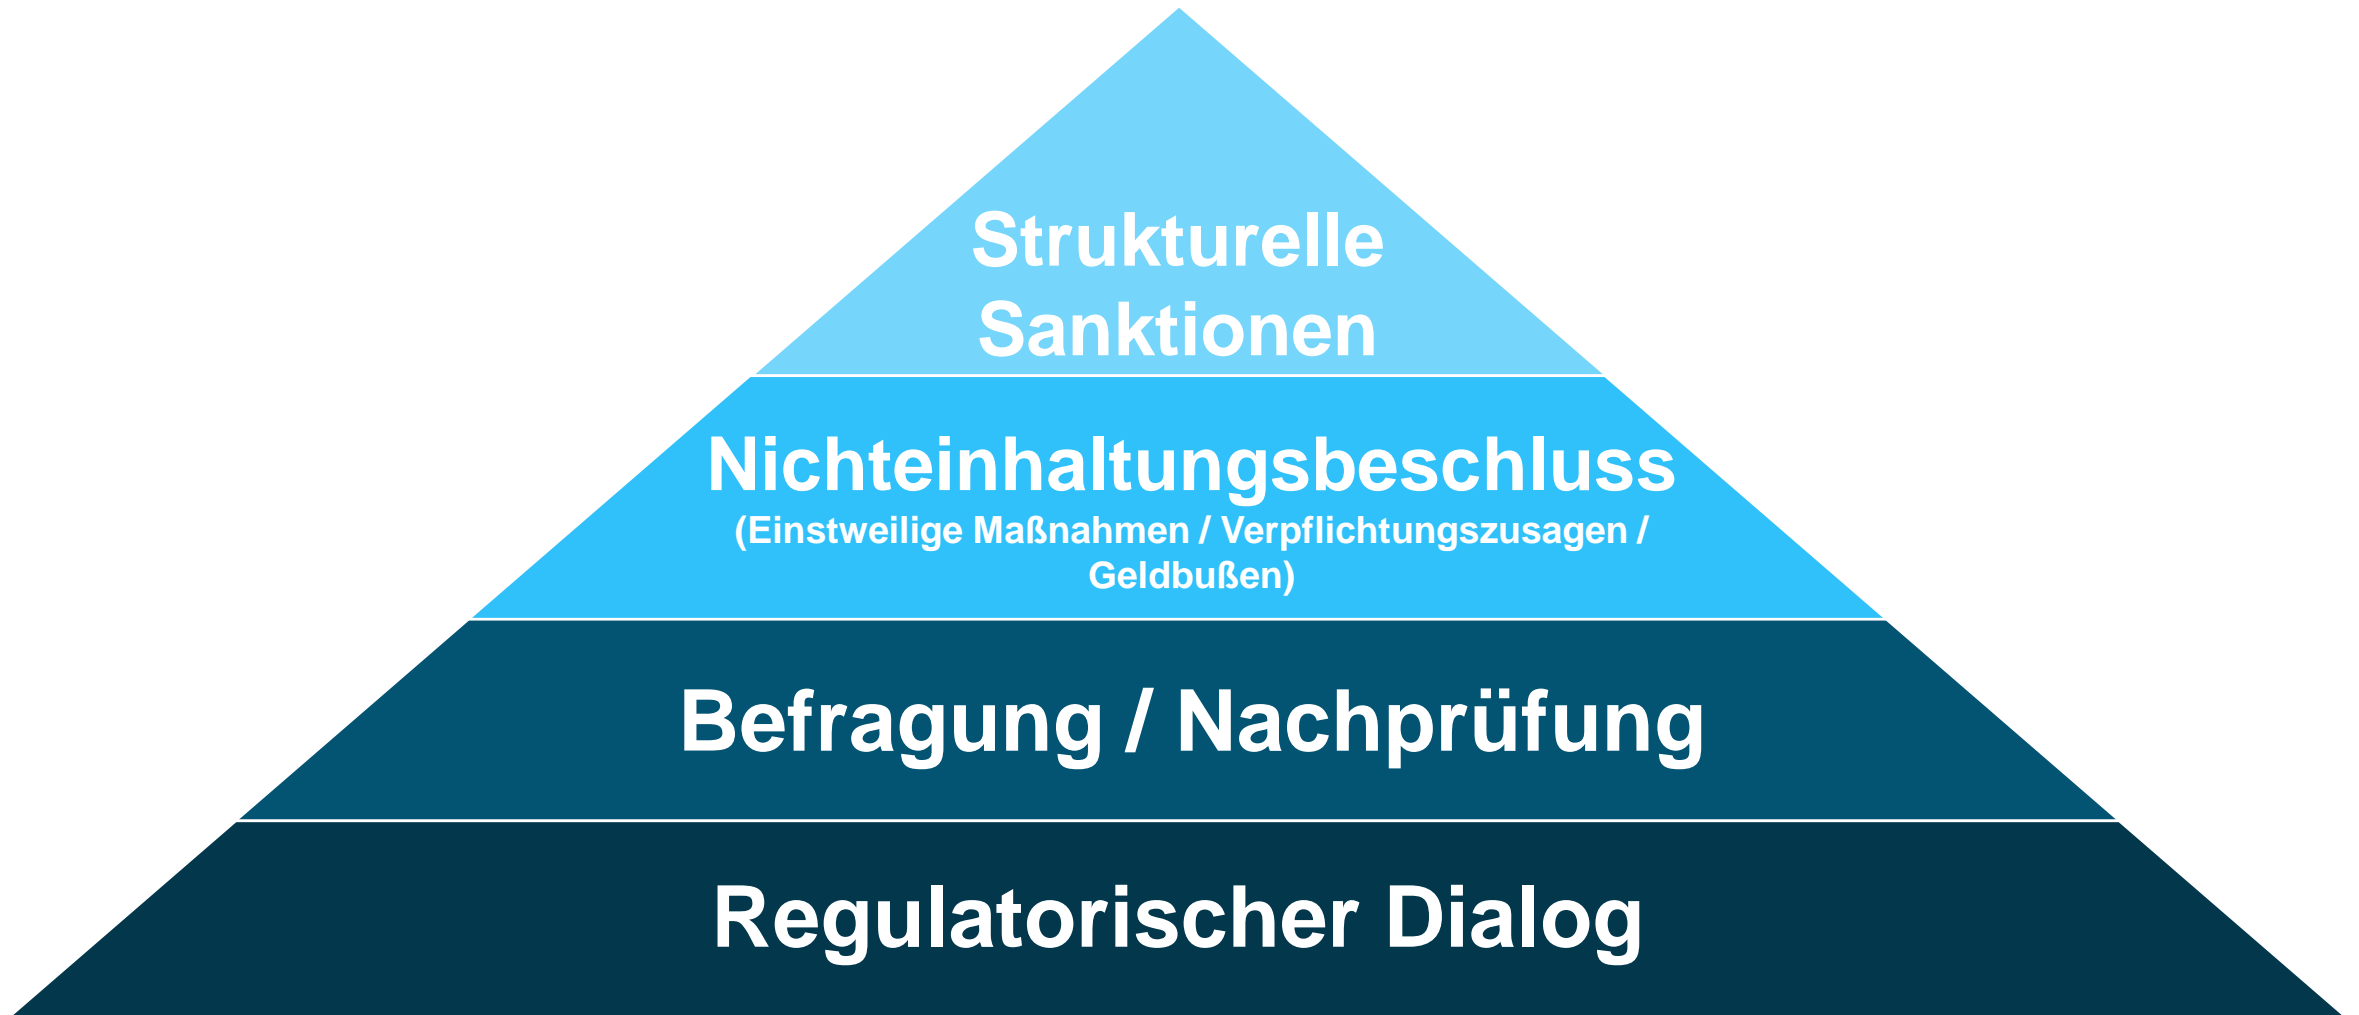 Strukturelle
Sanktionen
Nichteinhaltungsbeschluss
(Einstweilige Maßnahmen / Verpflichtungszusagen /
Geldbußen)
Befragung / Nachprüfung
Regulatorischer Dialog